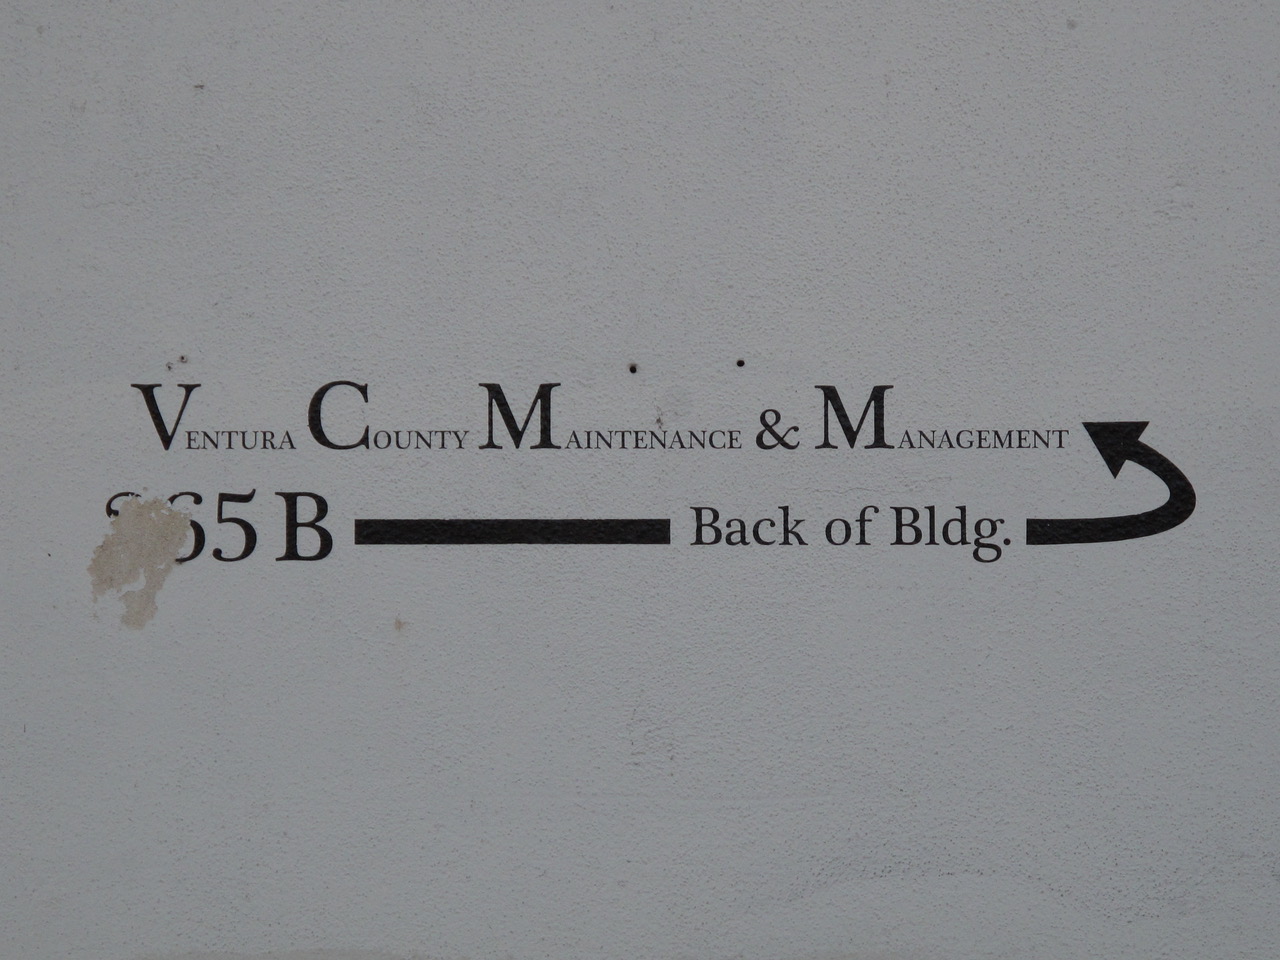 Ventura County Maintenance & Management
B Back of Bldg.